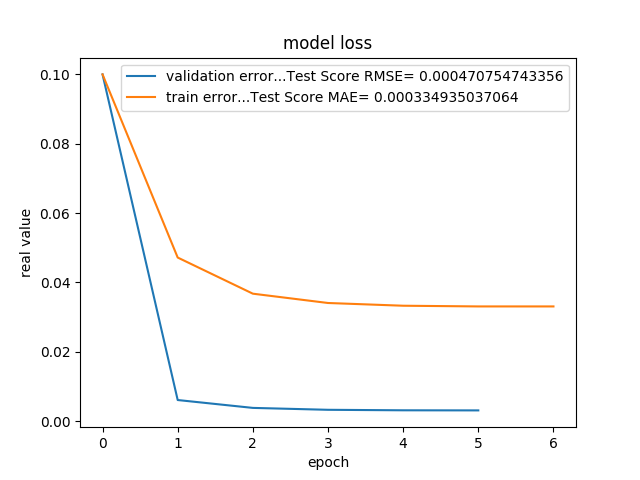 model loss
validation error...Test Score RMSE= 0.000470754743356
train error...Test Score MAE= 0.000334935037064
0.10
0.08
0.06
0.04
0.02
0.00
real value
0 1 2 3 4 5 6
epoch